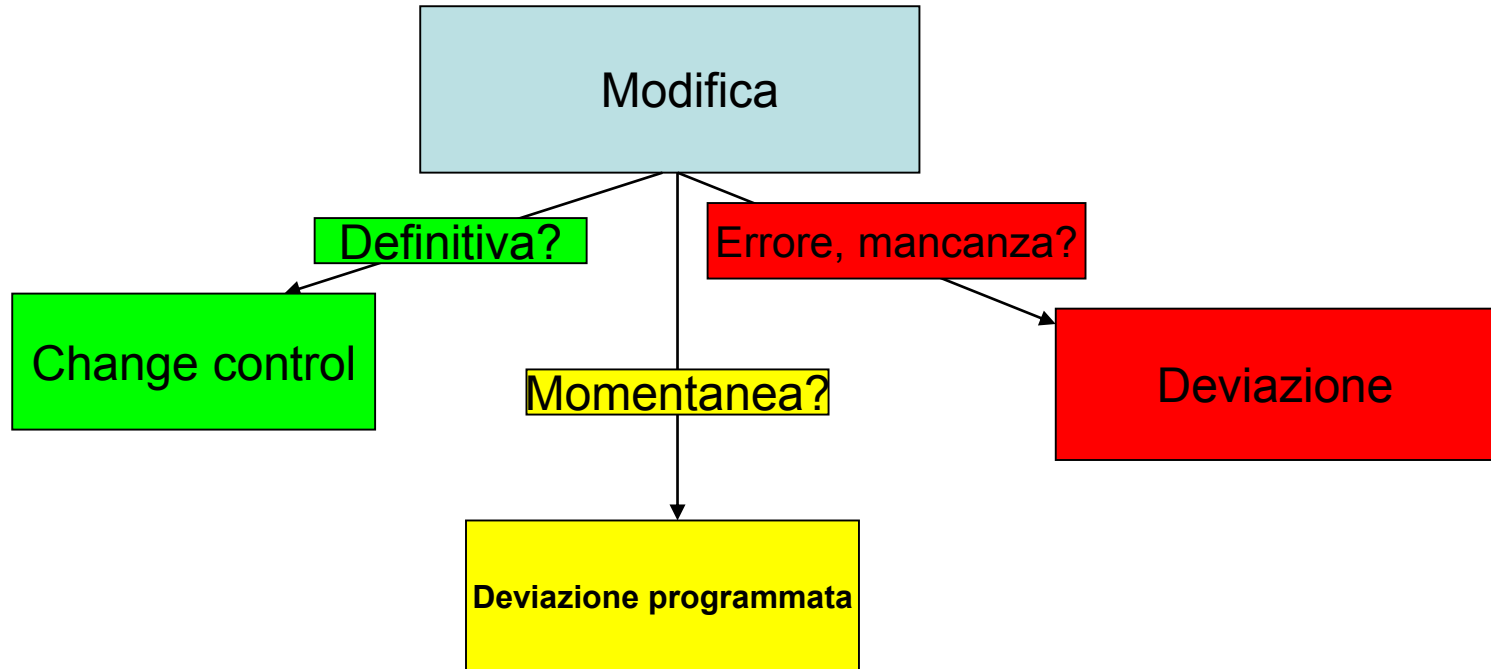 Modifica
Definitiva?
Errore, mancanza?
Change control
Momentanea?
Deviazione
Deviazione programmata